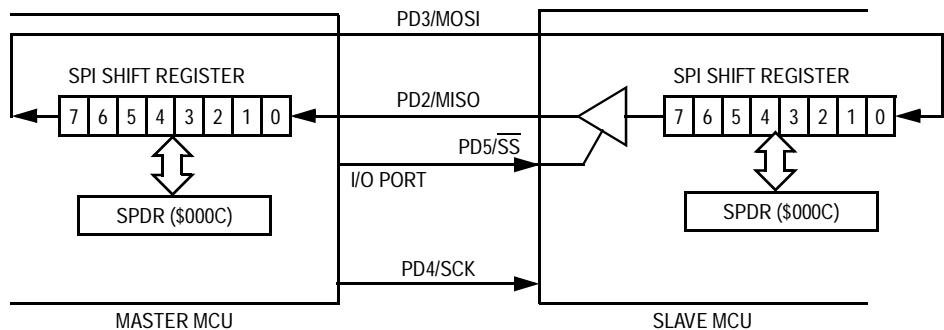 PD3/MOSI
SPI SHIFT REGISTER
SPI SHIFT REGISTER
7 6 5 4 3 2 1 0
PD2/MISO
7 6 5 4 3 2 1 0
PD5/S̅S̅
I/O PORT
SPDR ($000C)
SPDR ($000C)
PD4/SCK
MASTER MCU
SLAVE MCU